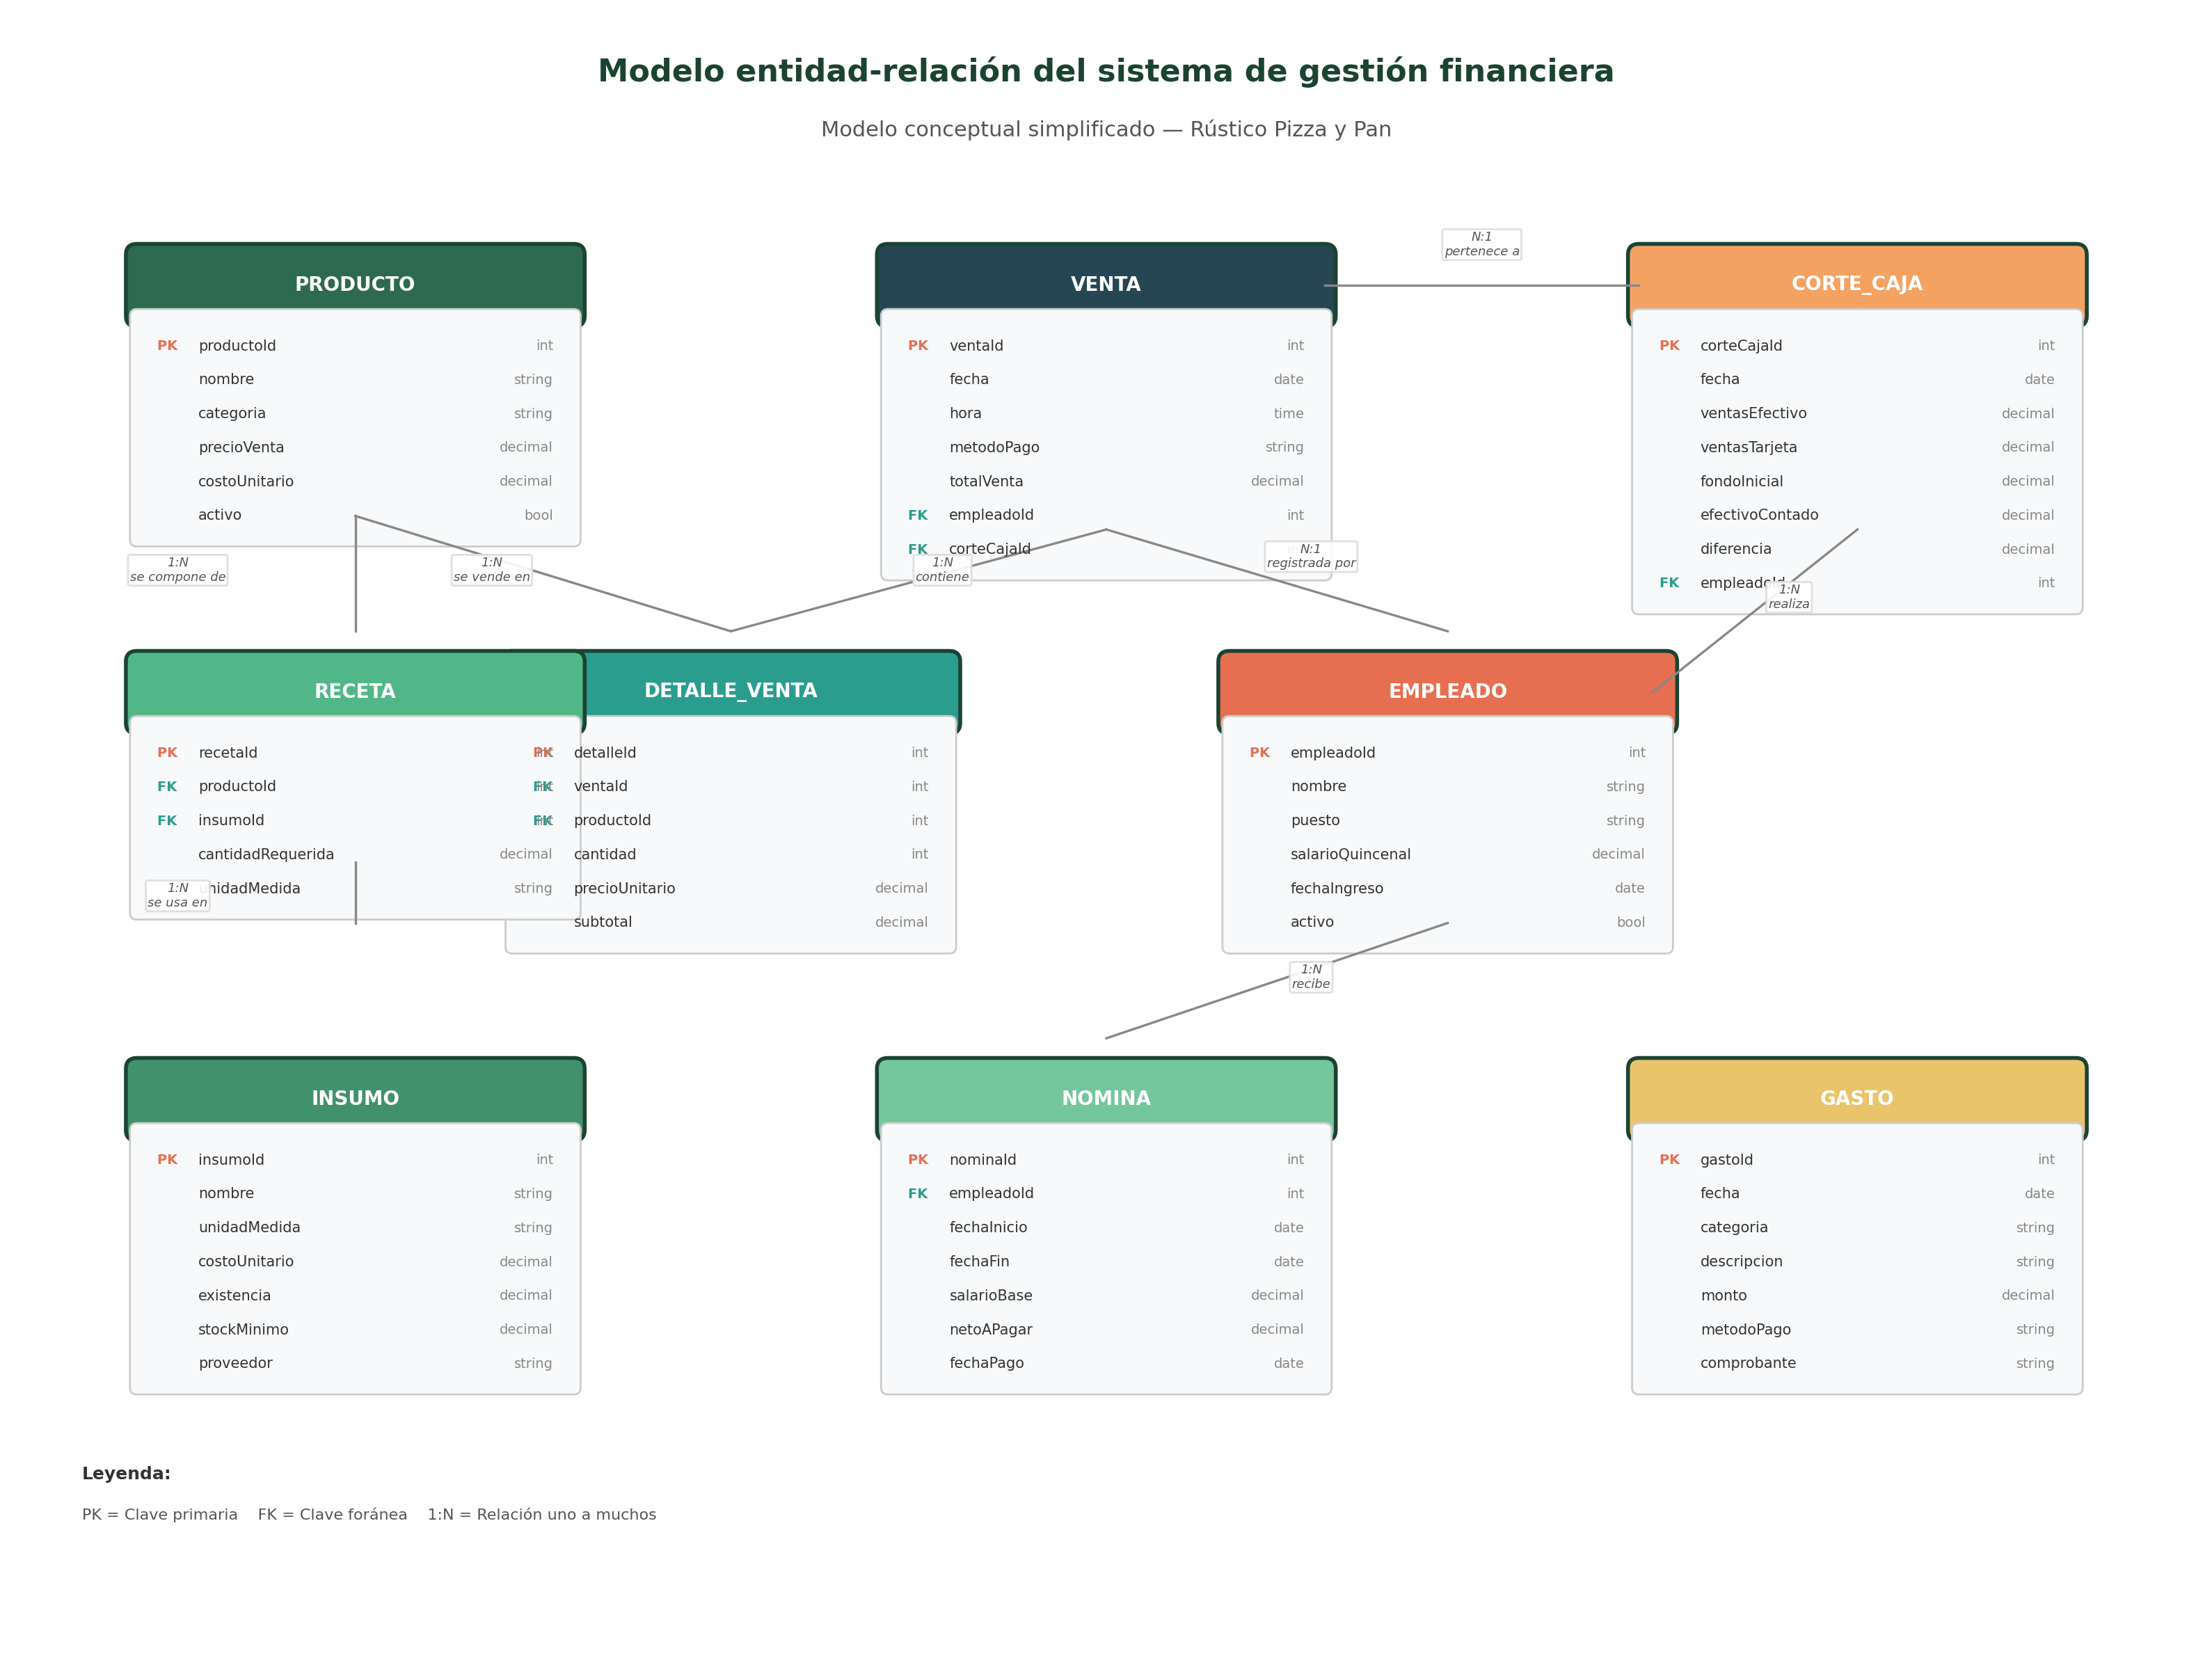 Modelo entidad-relación del sistema de gestión financiera
Modelo conceptual simplificado — Rústico Pizza y Pan
PRODUCTO
PK productoId int
nombre string
categoria string
precioVenta decimal
costoUnitario decimal
activo bool
VENTA
PK ventaId int
fecha date
hora time
metodoPago string
totalVenta decimal
FK empleadoId int
FK corteCajaId
N:1
pertenece a
CORTE_CAJA
PK corteCajaId int
fecha date
ventasEfectivo decimal
ventasTarjeta decimal
fondoInicial decimal
efectivoContado decimal
diferencia decimal
FK empleadoId int
1:N
se compone de
1:N
se vende en
1:N
contiene
N:1
registrada por
1:N
realiza
RECETA
PK recetaId int
FK productoId int
FK insumoId int
cantidadRequerida decimal
unidadMedida string
1:N
se usa en
DETALLE_VENTA
PK detalleId int
FK ventaId int
FK productoId int
cantidad int
precioUnitario decimal
subtotal decimal
EMPLEADO
PK empleadoId int
nombre string
puesto string
salarioQuincenal decimal
fechaIngreso date
activo bool
1:N
recibe
INSUMO
PK insumoId int
nombre string
unidadMedida string
costoUnitario decimal
existencia decimal
stockMinimo decimal
proveedor string
NOMINA
PK nominaId int
FK empleadoId int
fechaInicio date
fechaFin date
salarioBase decimal
netoAPagar decimal
fechaPago date
GASTO
PK gastoId int
fecha date
categoria string
descripcion string
monto decimal
metodoPago string
comprobante string
Leyenda:
PK = Clave primaria FK = Clave foránea 1:N = Relación uno a muchos